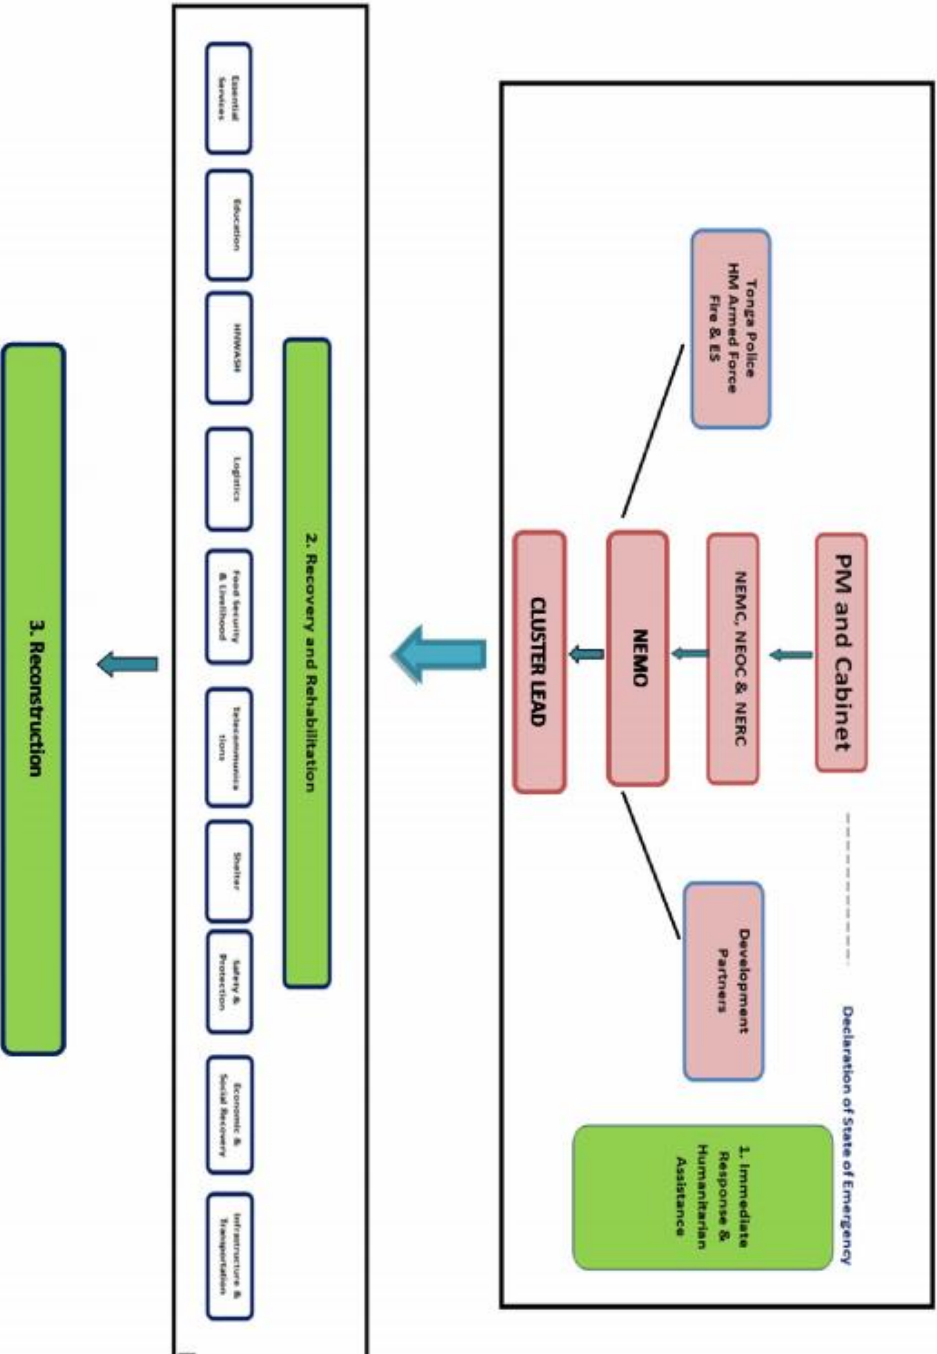 PM and Cabinet
Declaration of State of Emergency
NEMC, NEOC & NERC
Tonga Police
HM Armed Force
Fire & ES
NEMO
Development
Partners
1. Immediate
Response &
Humanitarian
Assistance
CLUSTER LEAD
2. Recovery and Rehabilitation
Essential
Services
Education
HNWASH
Logistics
Food Security
& Livelihood
Telecommunica
tions
Shelter
Safety &
Protection
Economic &
Social Recovery
Infrastructure &
Transportation
3. Reconstruction